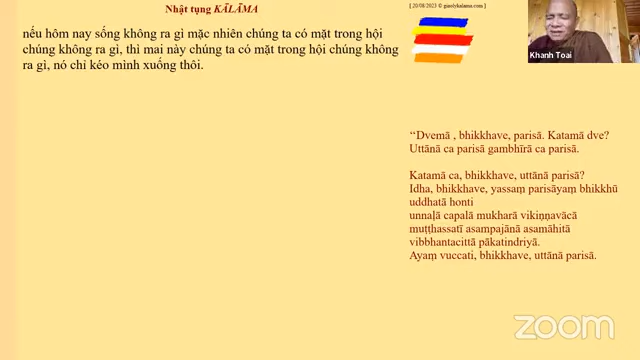 Nhật tụng KĀLĀMA
[ 20/08/2023 © giaolykalama.com ]
nếu hôm nay sống không ra gì mặc nhiên chúng ta có mặt trong hội
chúng không ra gì, thì mai này chúng ta có mặt trong hội chúng không
ra gì, nó chỉ kéo mình xuống thôi.
Khanh Toai
“Dvemā , bhikkhave, parisā. Katamā dve?
Uttānā ca parisā gambhīrā ca parisā.
Katamā ca, bhikkhave, uttānā parisā?
Idha, bhikkhave, yassaṃ parisāyaṃ bhikkhū
uddhatā honti
unnaḷā capalā mukharā vikiṇṇavācā
muṭṭhassatī asampajānā asamāhitā
vibbhantacittā pākatindriyā.
Ayaṃ vuccati, bhikkhave, uttānā parisā.
zoom